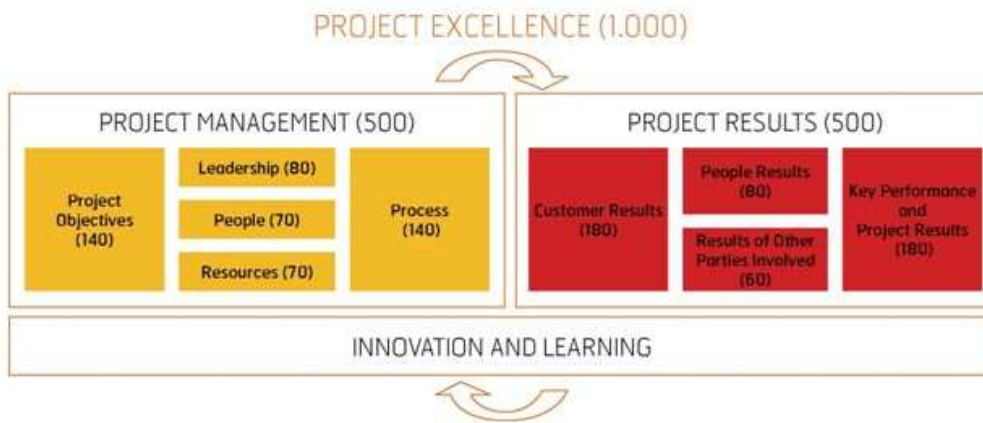 PROJECT EXCELLENCE (1.000)
PROJECT MANAGEMENT (500)
Project
Objectives
(140)
Leadership (80)
People (70)
Resources (70)
Process
(140)
PROJECT RESULTS (500)
Customer Results
(180)
People Results
(80)
Results of Other
Parties Involved
(60)
Key Performance
and
Project Results
(180)
INNOVATION AND LEARNING